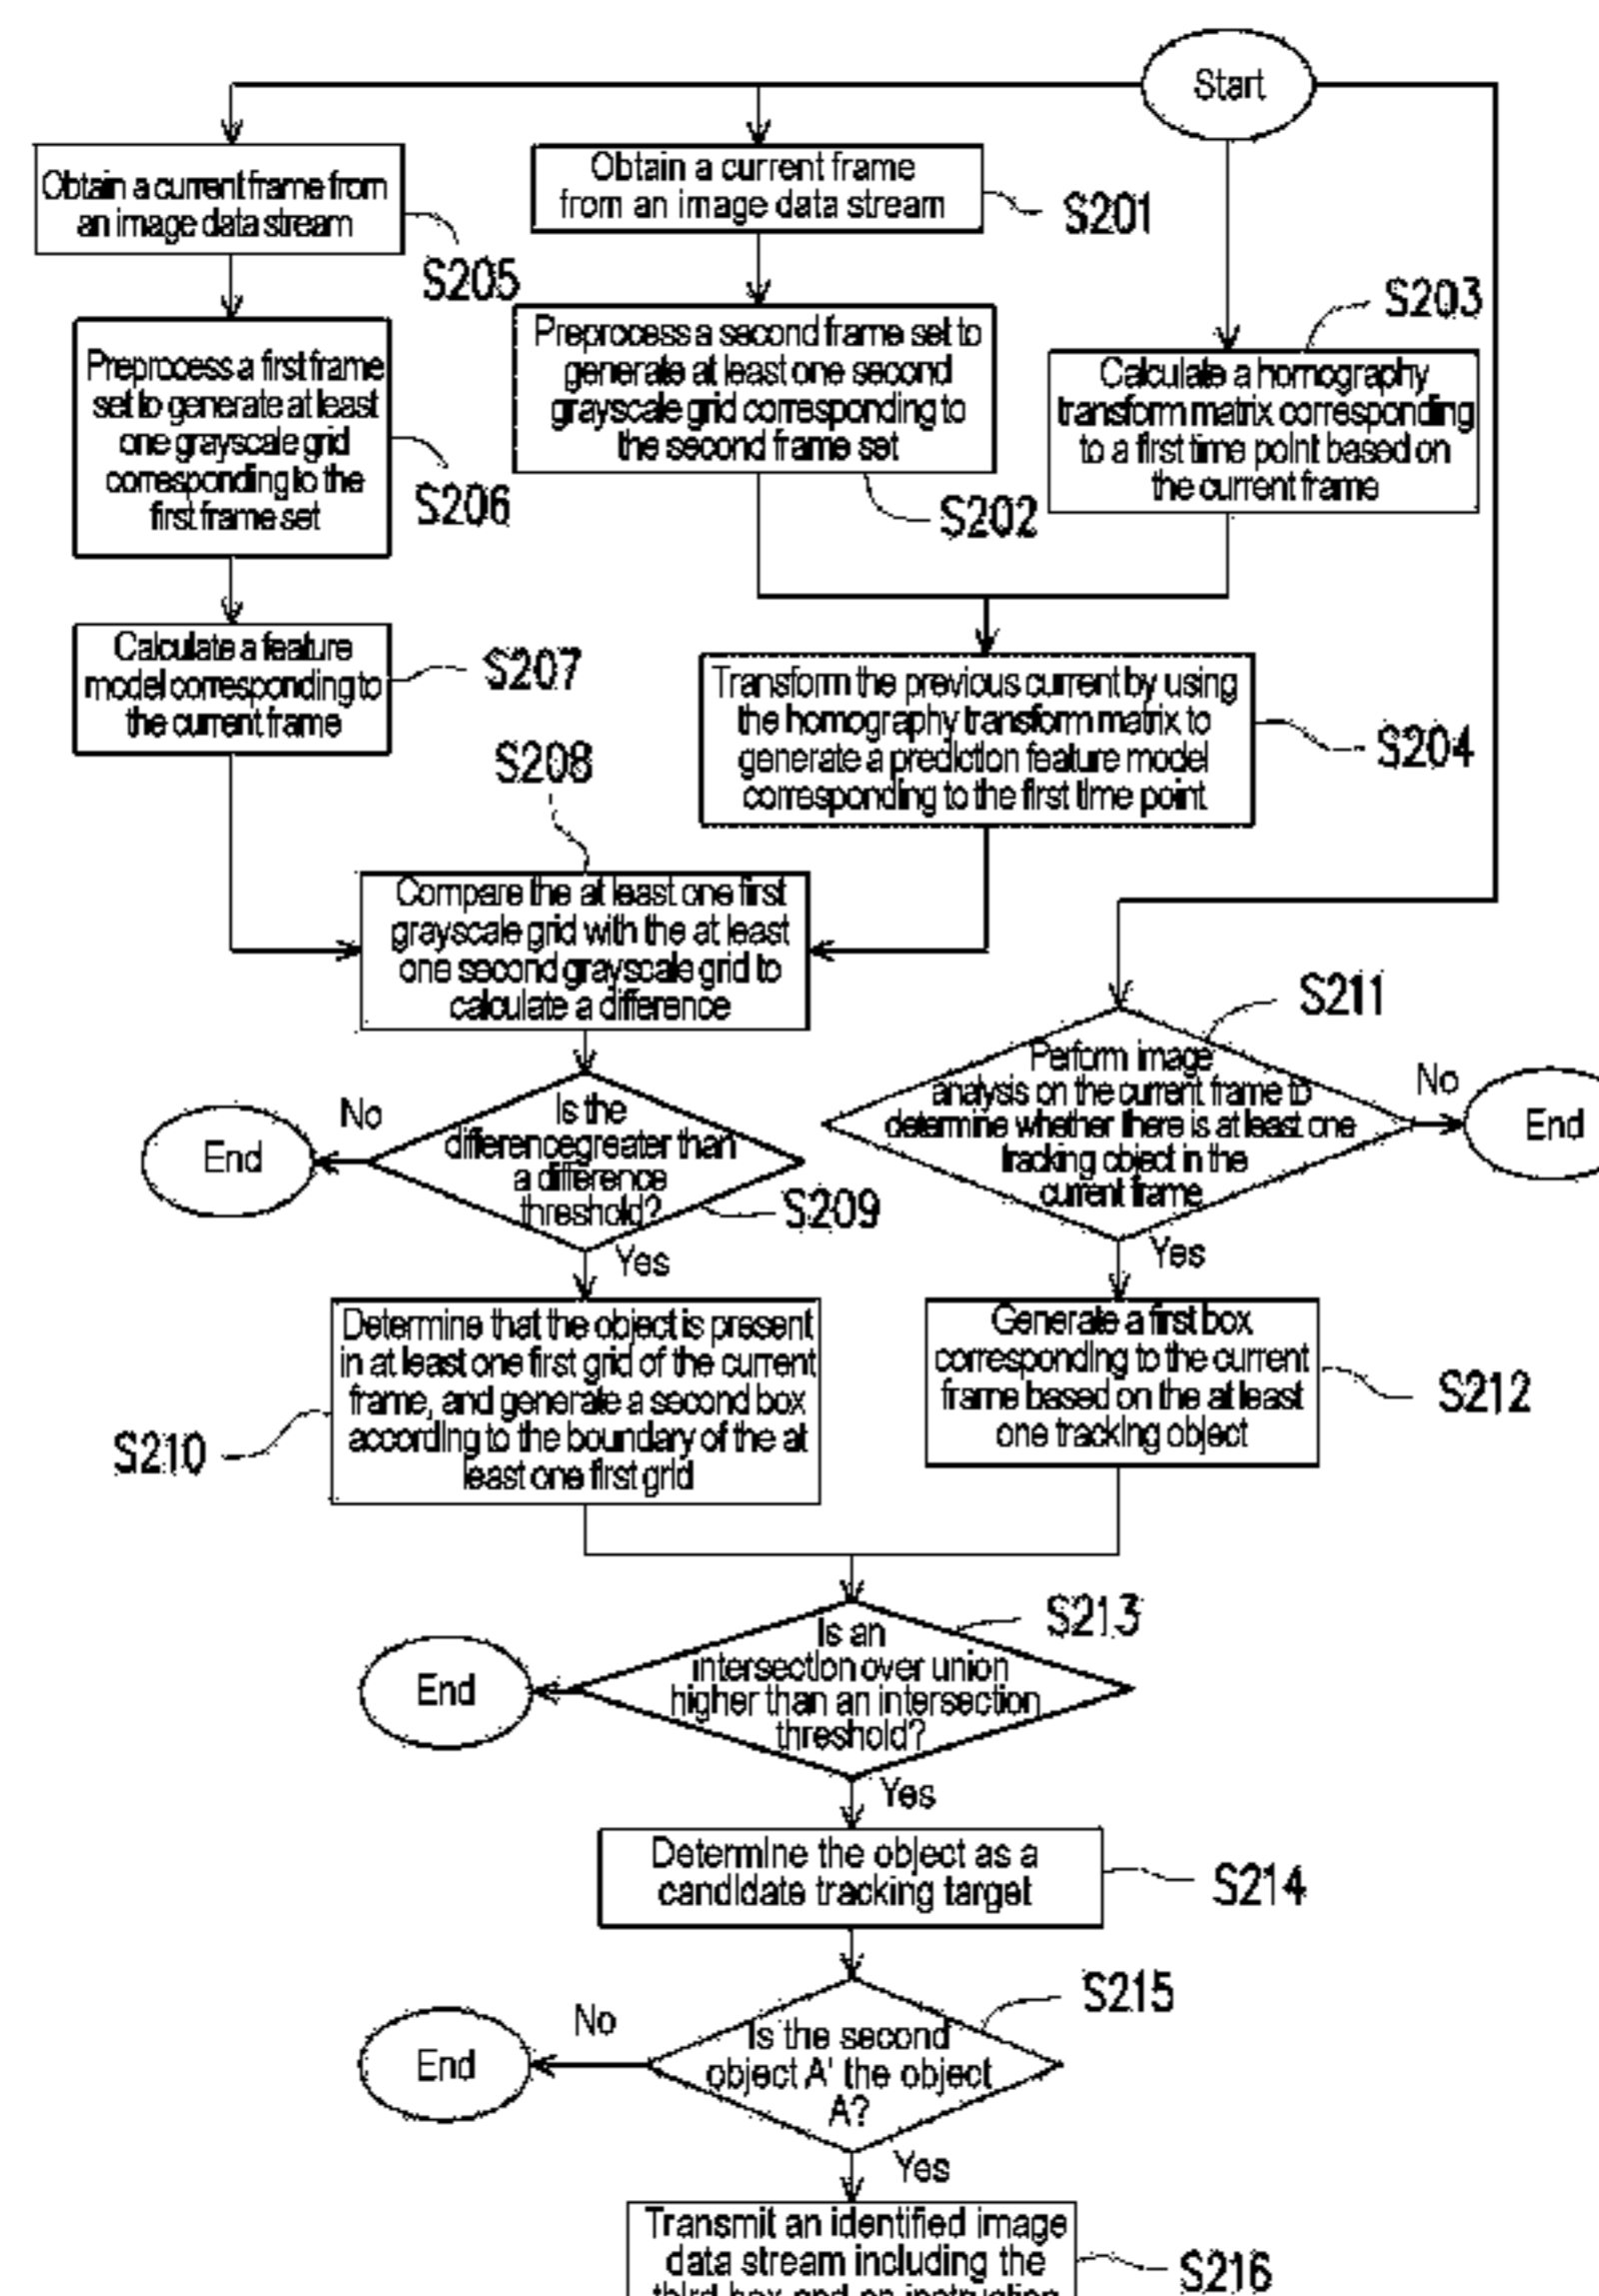 Start
Obtain a current frame from
an image data stream
S205
Obtain a current frame
from an image data stream
S201
Preprocess a first frame
set to generate at least
one grayscale grid
corresponding to the
first frame set
S206
Preprocess a second frame set to
generate at least one second
grayscale grid corresponding to
the second frame set
S202
Calculate a homography
transform matrix corresponding
to a first time point based on
the current frame
S203
Calculate a feature
model corresponding to
the current frame
S207
Transform the previous current by using
the homography transform matrix to
generate a prediction feature model
corresponding to the first time point
S204
S208
Compare the at least one first
grayscale grid with the at least
one second grayscale grid to
calculate a difference
Is the
differencegreater than
a difference
threshold?
S209
No
End
Yes
Perform image
analysis on the current frame to
determine whether there is at least one
tracking object in the
current frame
S211
No
End
Yes
Determine that the object is present
in at least one first grid of the current
frame, and generate a second box
according to the boundary of the at
least one first grid
S210
Generate a first box
corresponding to the current
frame based on the at least
one tracking object
S212
Is an
intersection over union
higher than an intersection
threshold?
S213
End
Yes
Determine the object as a
candidate tracking target
S214
Is the second
object A' the object
A?
S215
No
End
Yes
Transmit an identified image
data stream including the
third box and an instruction
S216